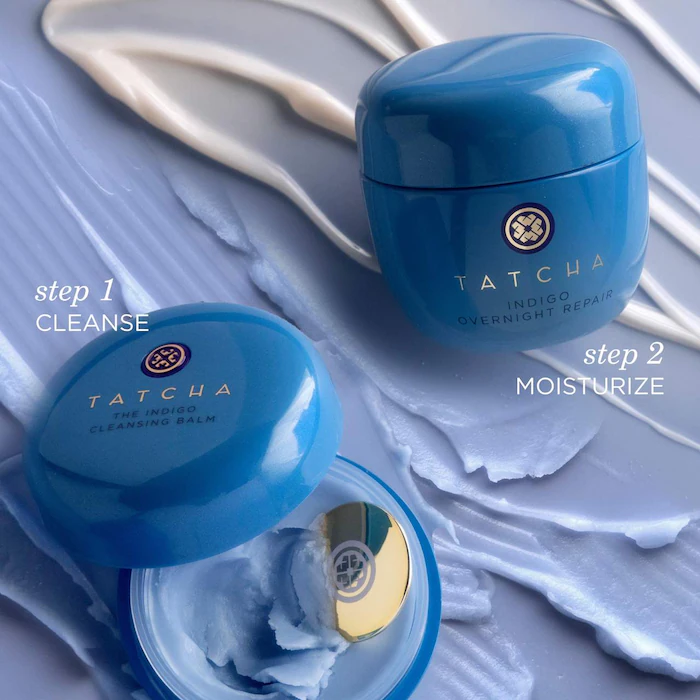 step 1
CLEANSE
TATCHA
THE INDIGO
CLEANSING BALM
TATCHA
INDIGO
OVERNIGHT REPAIR
step 2
MOISTURIZE